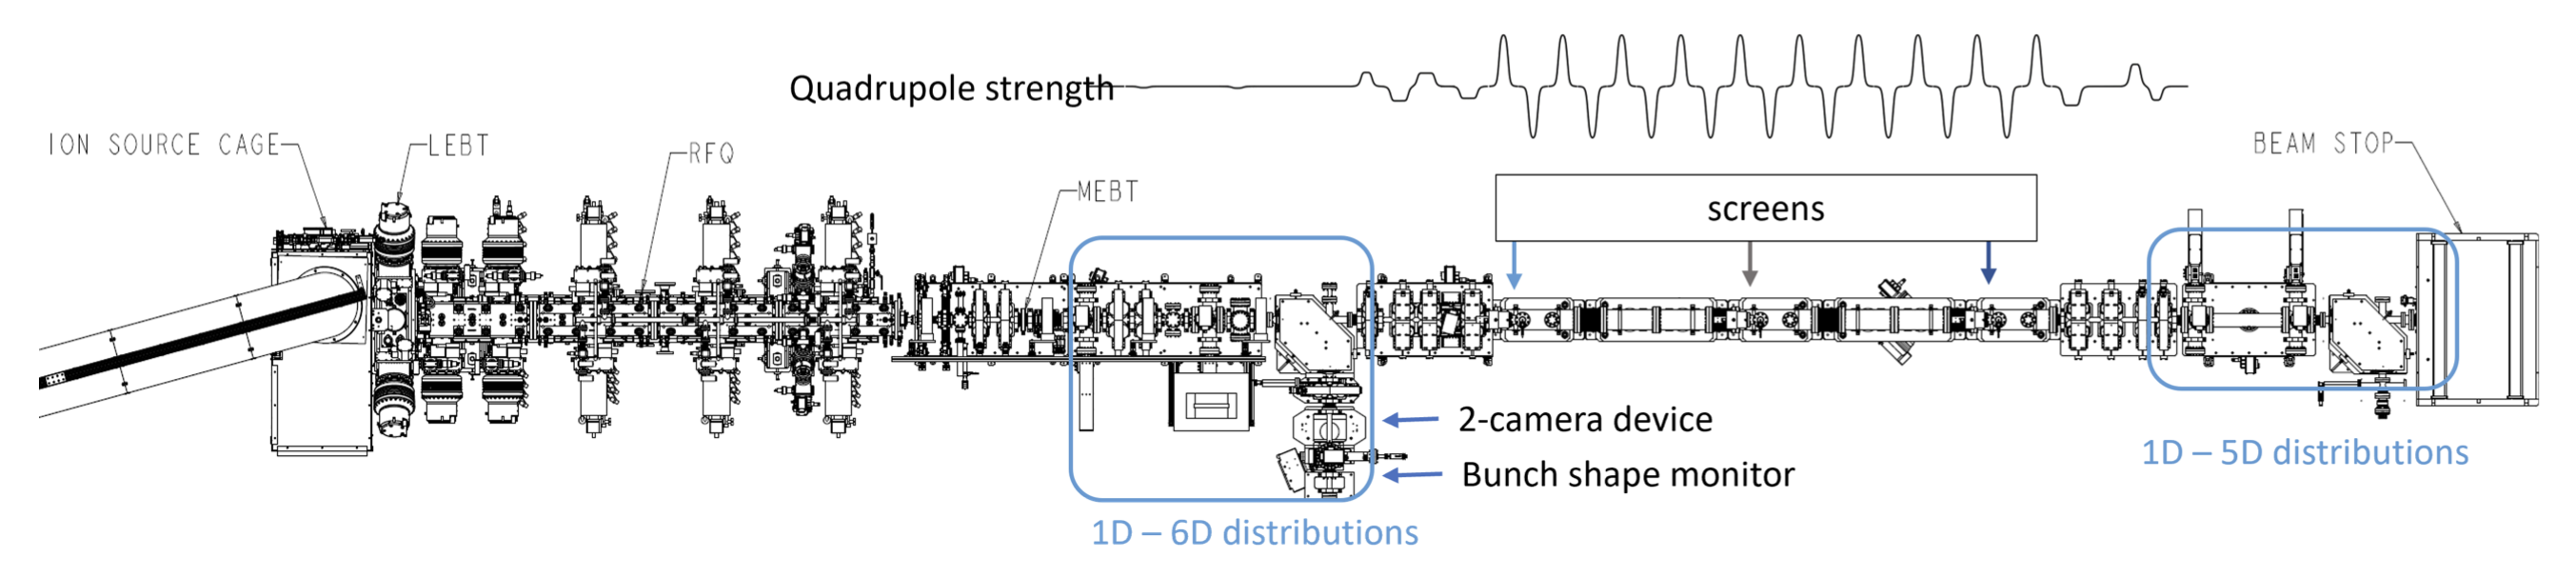 Quadrupole strength
ION SOURCE CAGE
LEBT
RFQ
MEBT
screens
BEAM STOP
2-camera device
Bunch shape monitor
1D – 6D distributions
1D – 5D distributions